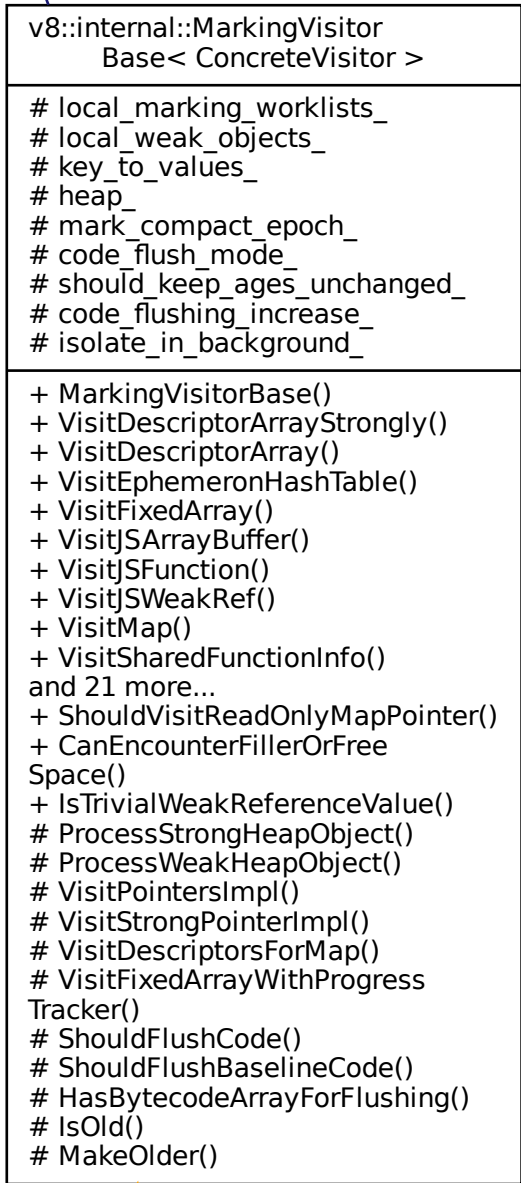 v8::internal::MarkingVisitor
Base< ConcreteVisitor >
# local_marking_worklists_
# local_weak_objects_
# key_to_values_
# heap_
# mark_compact_epoch_
# code_flush_mode_
# should_keep_ages_unchanged_
# code_flushing_increase_
# isolate_in_background_
+ MarkingVisitorBase()
+ VisitDescriptorArrayStrongly()
+ VisitDescriptorArray()
+ VisitEphemeronHashTable()
+ VisitFixedArray()
+ VisitJSArrayBuffer()
+ VisitJSFunction()
+ VisitJSWeakRef()
+ VisitMap()
+ VisitSharedFunctionInfo()
and 21 more...
+ ShouldVisitReadOnlyMapPointer()
+ CanEncounterFillerOrFree
Space()
+ IsTrivialWeakReferenceValue()
# ProcessStrongHeapObject()
# ProcessWeakHeapObject()
# VisitPointersImpl()
# VisitStrongPointerImpl()
# VisitDescriptorsForMap()
# VisitFixedArrayWithProgress
Tracker()
# ShouldFlushCode()
# ShouldFlushBaselineCode()
# HasBytecodeArrayForFlushing()
# IsOld()
# MakeOlder()